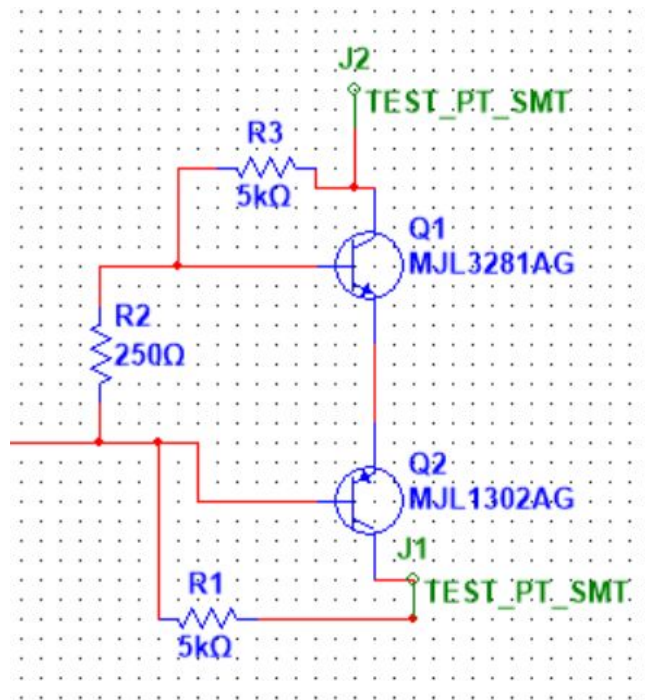 J2
TEST_PT_SMT
R3
5kΩ
Q1
MJL3281AG
R2
250Ω
Q2
MJL1302AG
J1
TEST_PT_SMT
R1
5kΩ